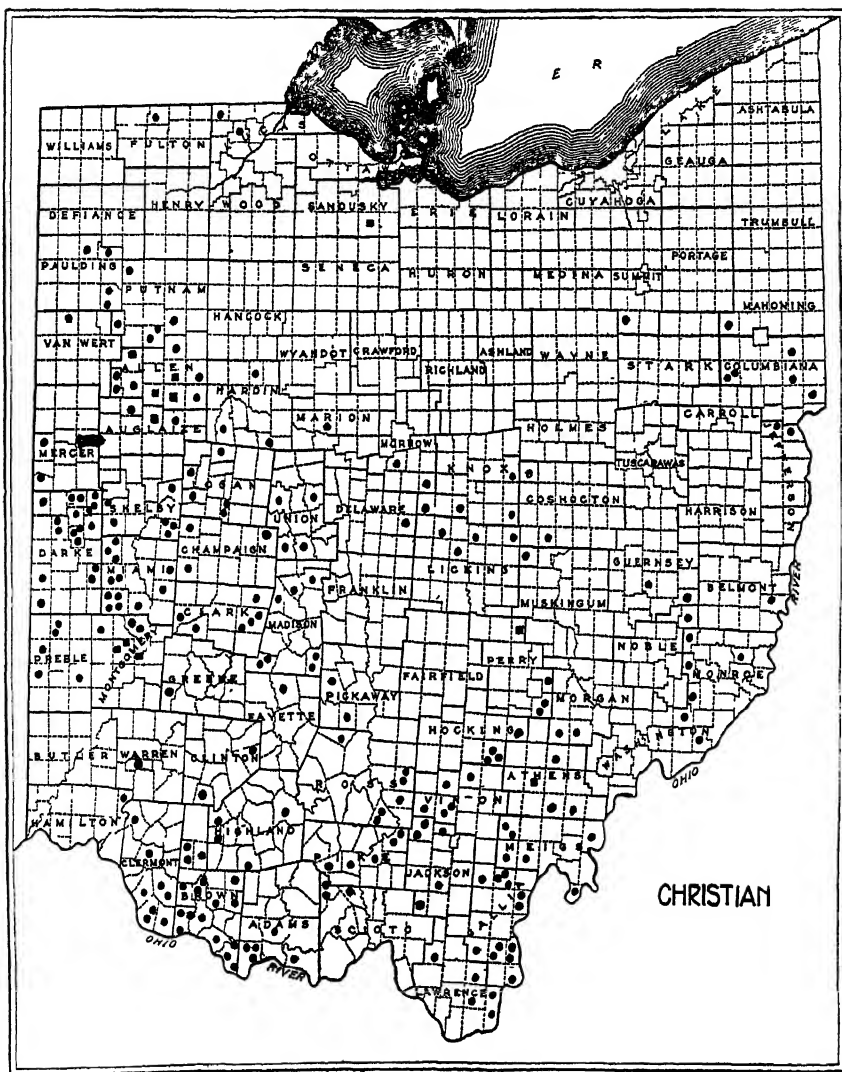 LAKE ERIE
ASHTABULA
WILLIAMS
FULTON
LUCAS
OTTAWA
GEAUGA
DEFIANCE
HENRY
WOOD
SANDUSKY
ERIE
LORAIN
CUYAHOGA
TRUMBULL
PAULDING
SENECA
HURON
MEDINA
SUMMIT
PORTAGE
PUTNAM
HANCOCK
MAHONING
VAN WERT
ALLEN
WYANDOT
CRAWFORD
RICHLAND
ASHLAND
WAYNE
STARK
COLUMBIANA
HARDIN
MARION
HOLMES
CARROLL
AUGLAIZE
MERCER
MORROW
KNOX
TUSCARAWAS
JEFFERSON
LOGAN
SHELBY
UNION
DELAWARE
COSHOCTON
HARRISON
DARKE
MIAMI
CHAMPAIGN
LICKING
GUERNSEY
BELMONT
RIVER
CLARK
FRANKLIN
MUSKINGUM
MADISON
PREBLE
MONTGOMERY
GREENE
FAIRFIELD
PERRY
NOBLE
MONROE
PICKAWAY
MORGAN
FAYETTE
HOCKING
WASHINGTON
BUTLER
WARREN
CLINTON
ROSS
ATHENS
OHIO
VINTON
HAMILTON
HIGHLAND
MEIGS
CLERMONT
PIKE
JACKSON
CHRISTIAN
BROWN
ADAMS
SCIOTO
OHIO
RIVER
LAWRENCE